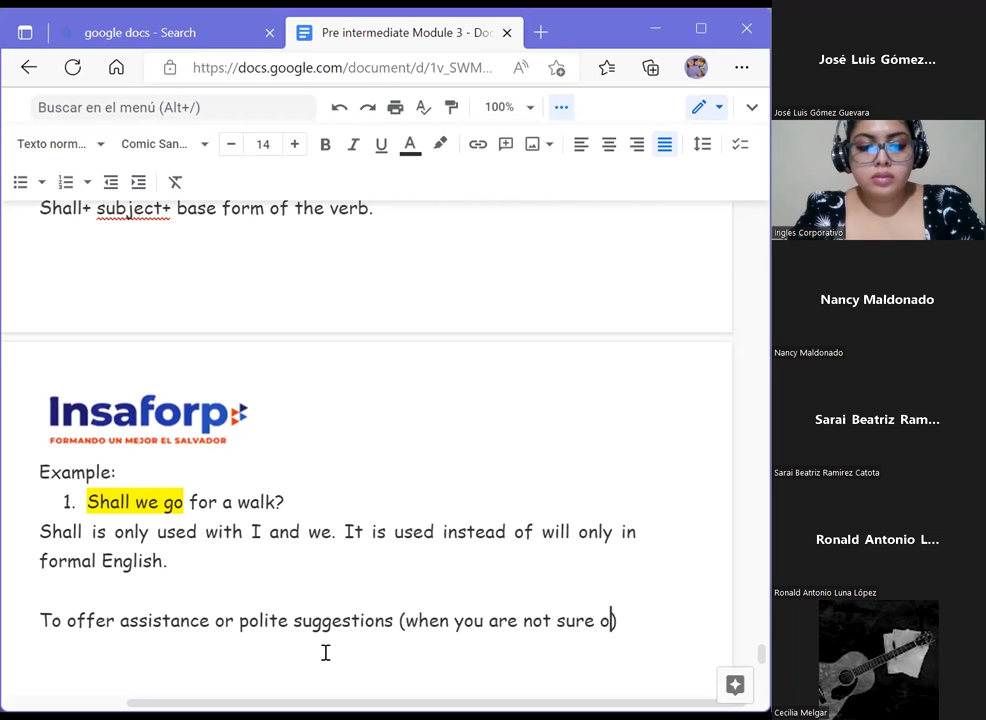 google docs - Search
Pre intermediate Module 3 - Doc
https://docs.google.com/document/d/1v_SWM...
Buscar en el menú (Alt+/)
100%
Texto norm...
Comic San...
14
Shall+ subject+ base form of the verb.
Insaforp
FORMANDO UN MEJOR EL SALVADOR
Example:
1. Shall we go for a walk?
Shall is only used with I and we. It is used instead of will only in
formal English.
To offer assistance or polite suggestions (when you are not sure o)
José Luis Gómez...
José Luis Gómez Guevara
Ingles Corporativo
Nancy Maldonado
Nancy Maldonado
Sarai Beatriz Ram...
Sarai Beatriz Ramirez Catota
Ronald Antonio L...
Ronald Antonio Luna López
Cecilia Melgar